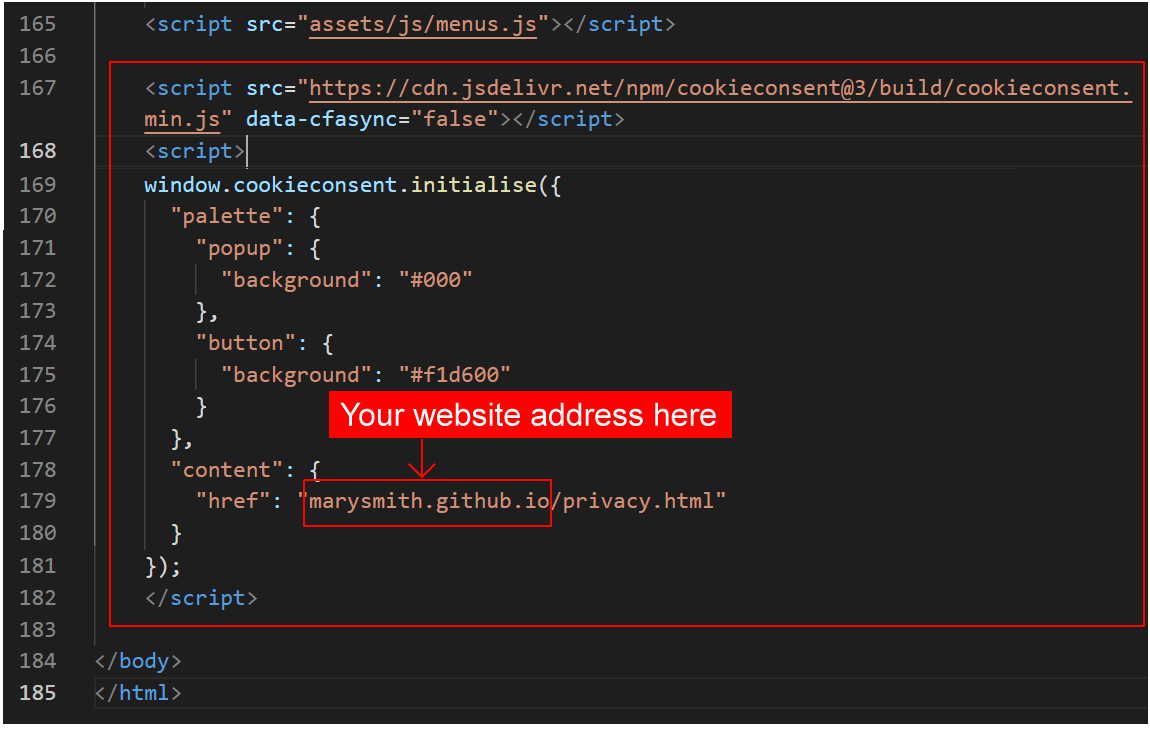 165 <script src="assets/js/menus.js"></script>
166
167 <script src="https://cdn.jsdelivr.net/npm/cookieconsent@3/build/cookieconsent.
min.js" data-cfasync="false"></script>
168 <script>
169 window.cookieconsent.initialise({
170 "palette": {
171 "popup": {
172 "background": "#000"
173 },
174 "button": {
175 "background": "#f1d600"
176 }
Your website address here
177 },
178 "content": {
179 "href": "marysmith.github.io/privacy.html"
180 }
181 });
182 </script>
183
184 </body>
185 </html>